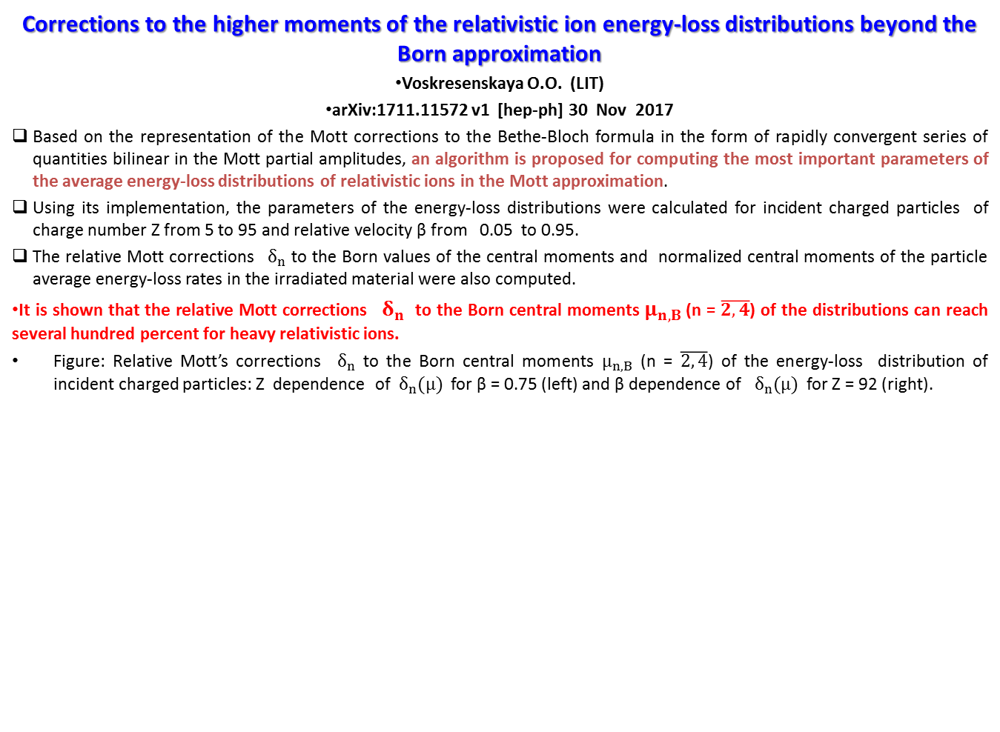 Corrections to the higher moments of the relativistic ion energy-loss distributions beyond the
Born approximation
•Voskresenskaya O.O. (LIT)
•arXiv:1711.11572 v1 [hep-ph] 30 Nov 2017
❑ Based on the representation of the Mott corrections to the Bethe-Bloch formula in the form of rapidly convergent series of
quantities bilinear in the Mott partial amplitudes, an algorithm is proposed for computing the most important parameters of
the average energy-loss distributions of relativistic ions in the Mott approximation.
❑ Using its implementation, the parameters of the energy-loss distributions were calculated for incident charged particles of
charge number Z from 5 to 95 and relative velocity β from 0.05 to 0.95.
❑ The relative Mott corrections δₙ to the Born values of the central moments and normalized central moments of the particle
average energy-loss rates in the irradiated material were also computed.
•It is shown that the relative Mott corrections δₙ to the Born central moments μ_{n,B} (n = \overline{2, 4}) of the distributions can reach
several hundred percent for heavy relativistic ions.
• Figure: Relative Mott’s corrections δₙ to the Born central moments μ_{n,B} (n = \overline{2, 4}) of the energy-loss distribution of
incident charged particles: Z dependence of δₙ(μ) for β = 0.75 (left) and β dependence of δₙ(μ) for Z = 92 (right).